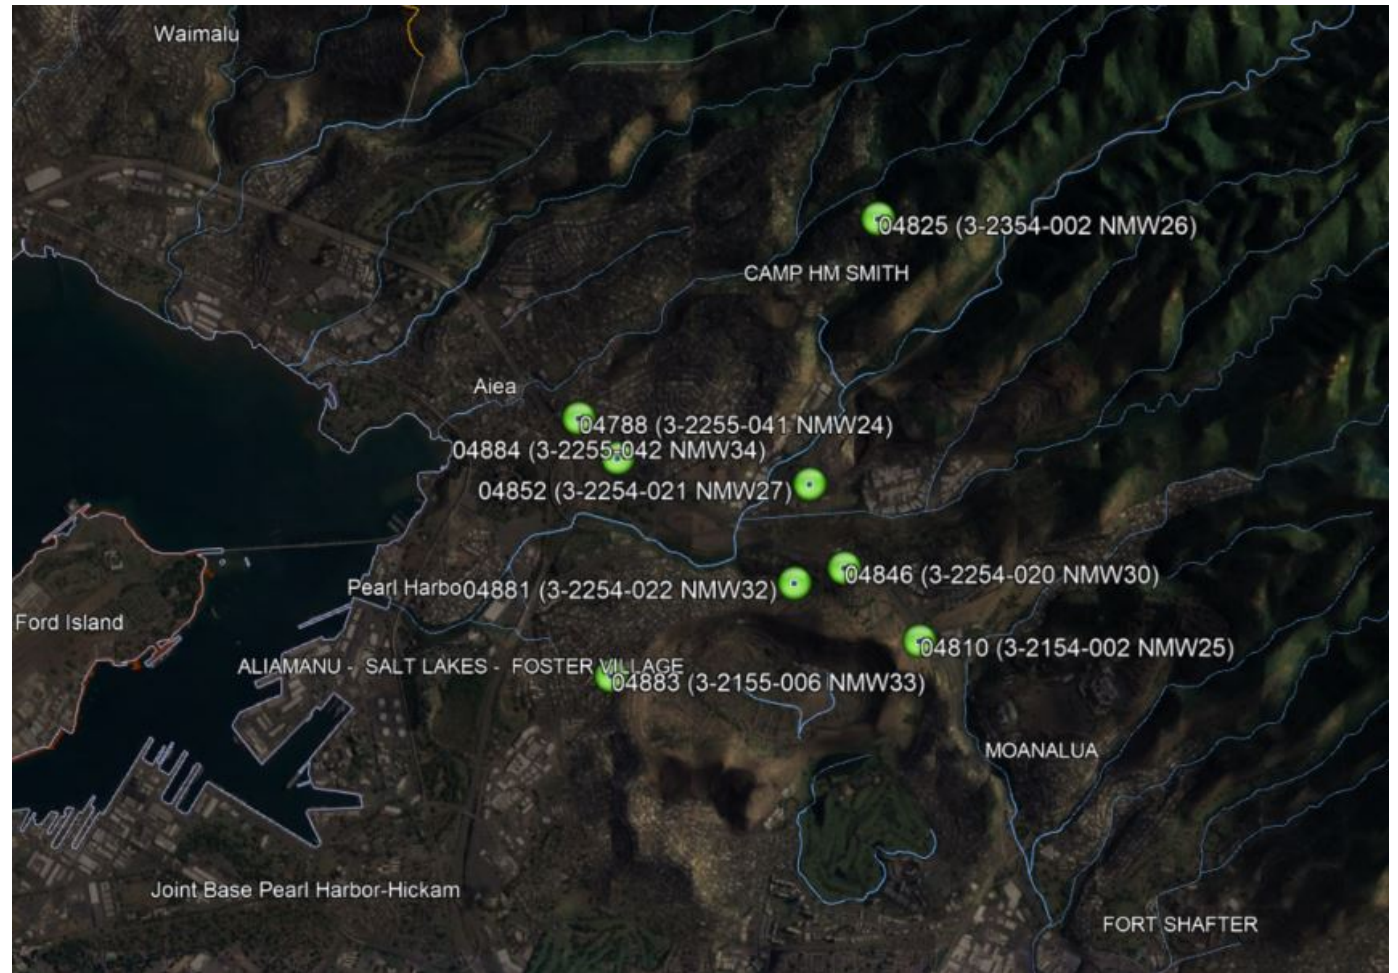 Waimalu
04825 (3-2354-002 NMW26)
CAMP HM SMITH
Aiea
04788 (3-2255-041 NMW24)
04884 (3-2255-042 NMW34)
04852 (3-2254-021 NMW27)
04846 (3-2254-020 NMW30)
Pearl Harbo04881 (3-2254-022 NMW32)
Ford Island
04810 (3-2154-002 NMW25)
ALIAMANU - SALT LAKES - FOSTER VILLAGE
04883 (3-2155-006 NMW33)
MOANALUA
Joint Base Pearl Harbor-Hickam
FORT SHAFTER